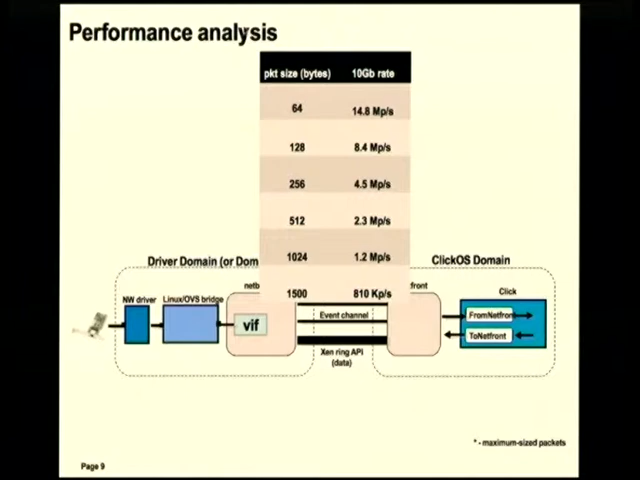 Performance analysis
pkt size (bytes) 10Gb rate
64 14.8 Mp/s
128 8.4 Mp/s
256 4.5 Mp/s
512 2.3 Mp/s
1024 1.2 Mp/s
1500 810 Kp/s
Driver Domain (or Dom
ClickOS Domain
netb
front
Click
NW driver
Linux/OVS bridge
vif
Event channel
Xen ring API
(data)
FromNetfront
ToNetfront
* - maximum-sized packets
Page 9